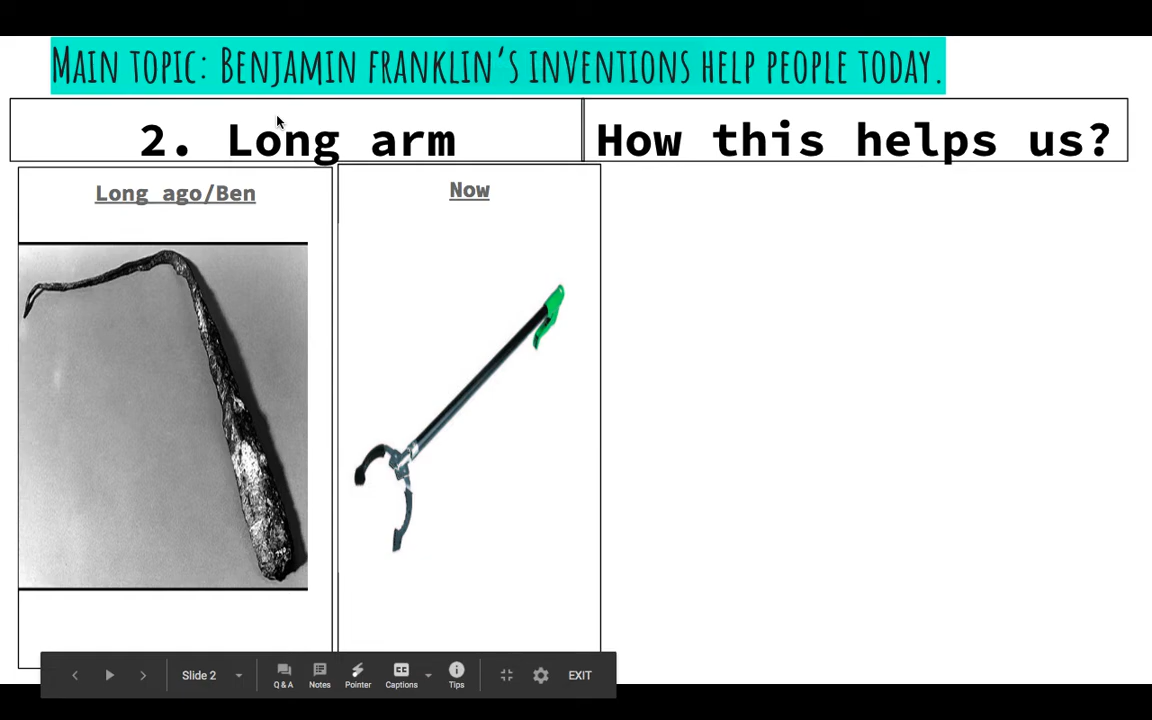 Main topic: Benjamin franklin's inventions help people today.
2. Long arm
How this helps us?
Long ago/Ben
Now
Slide 2
Q & A
Notes
Pointer
CC
Captions
Tips
EXIT